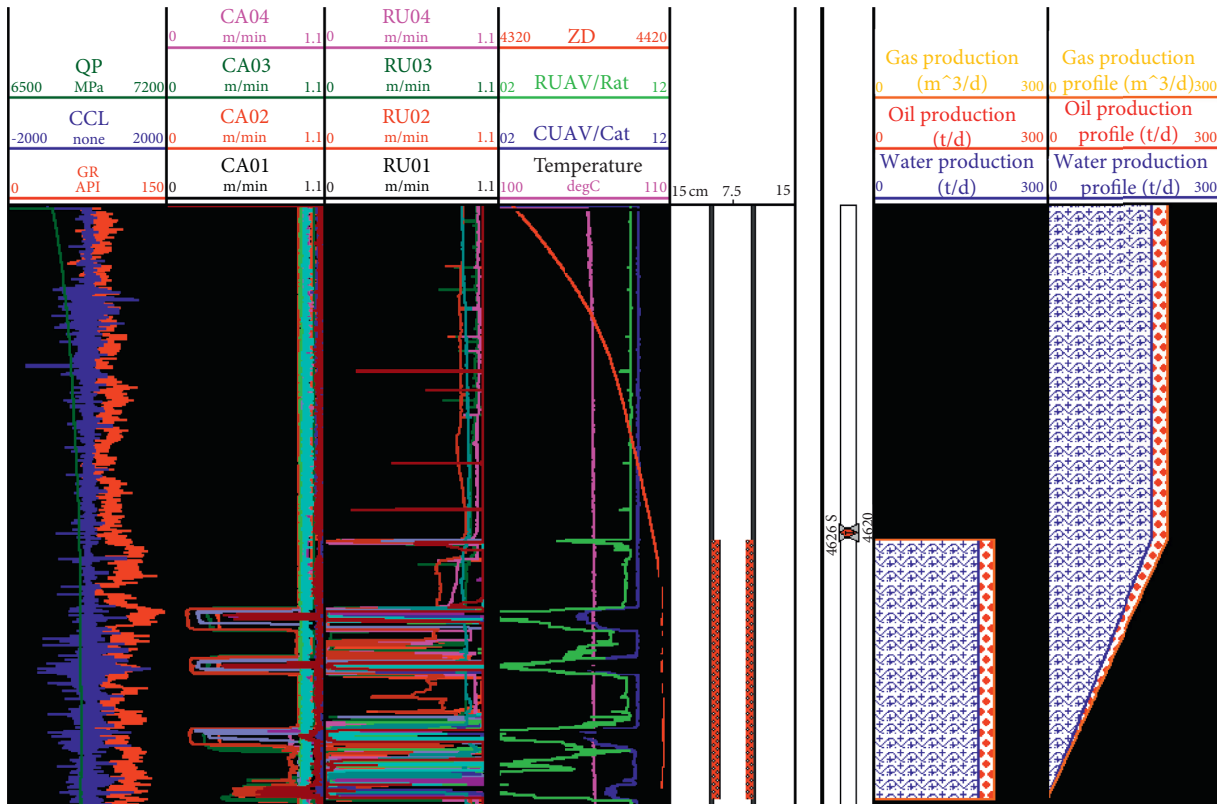 CA04
0 m/min 1.1
RU04
0 m/min 1.1
4320 ZD 4420
QP
6500 MPa 7200
CA03
0 m/min 1.1
RU03
0 m/min 1.1
RUAV/Rat
02 12
Gas production
(m^3/d)
0 300
Gas production
profile (m^3/d)
0 300
CCL
-2000 none 2000
CA02
0 m/min 1.1
RU02
0 m/min 1.1
CUAV/Cat
02 12
Oil production
(t/d)
0 300
Oil production
profile (t/d)
0 300
GR
0 API 150
CA01
0 m/min 1.1
RU01
0 m/min 1.1
Temperature
100 degC 110
15 cm 7.5 15
Water production
(t/d)
0 300
Water production
profile (t/d)
0 300
4626 S
4620